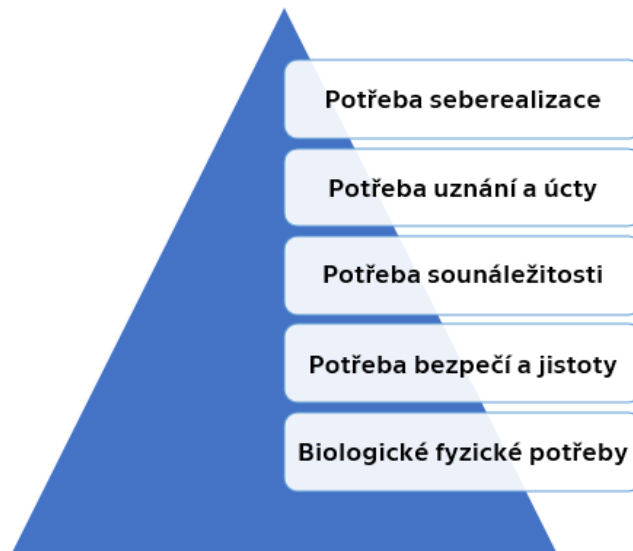 Potřeba seberealizace
Potřeba uznání a úcty
Potřeba sounáležitosti
Potřeba bezpečí a jistoty
Biologické fyzické potřeby